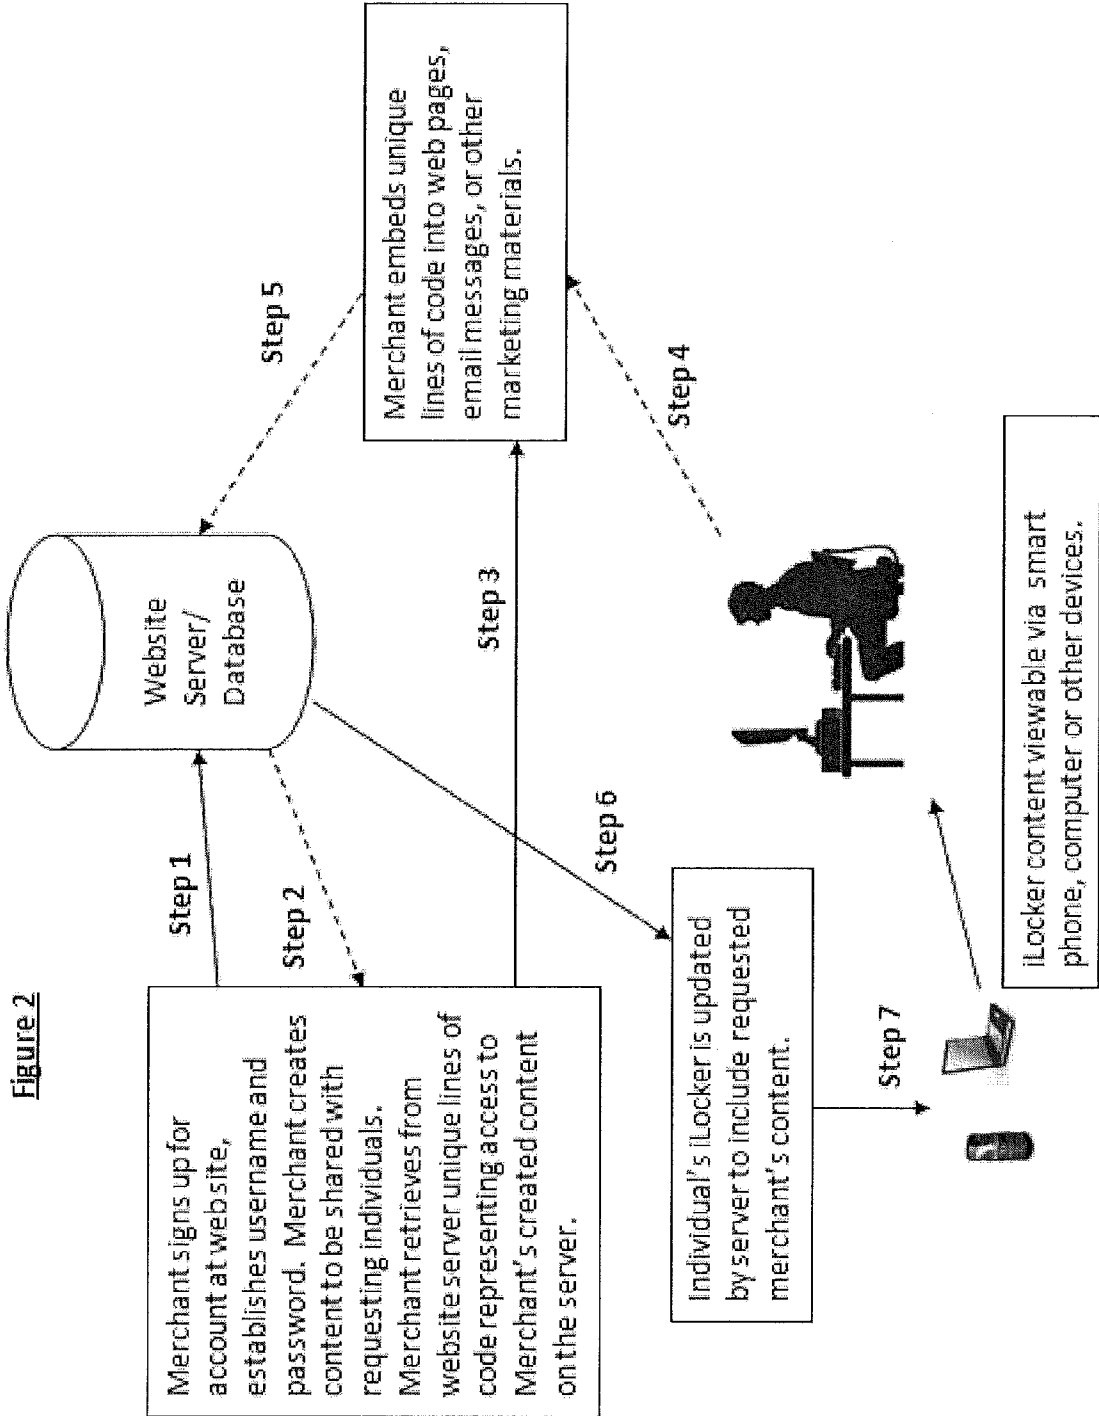 Figure 2
Merchant signs up for
account at website,
establishes username and
password. Merchant creates
content to be shared with
requesting individuals.
Merchant retrieves from
website server unique lines of
code representing access to
Merchant's created content
on the server.
Step 1
Step 2
Website
Server/
Database
Step 5
Merchant embeds unique
lines of code into web pages,
email messages, or other
marketing materials.
Step 3
Step 4
Step 6
Individual's iLocker is updated
by server to include requested
merchant's content.
Step 7
iLocker content viewable via smart
phone, computer or other devices.